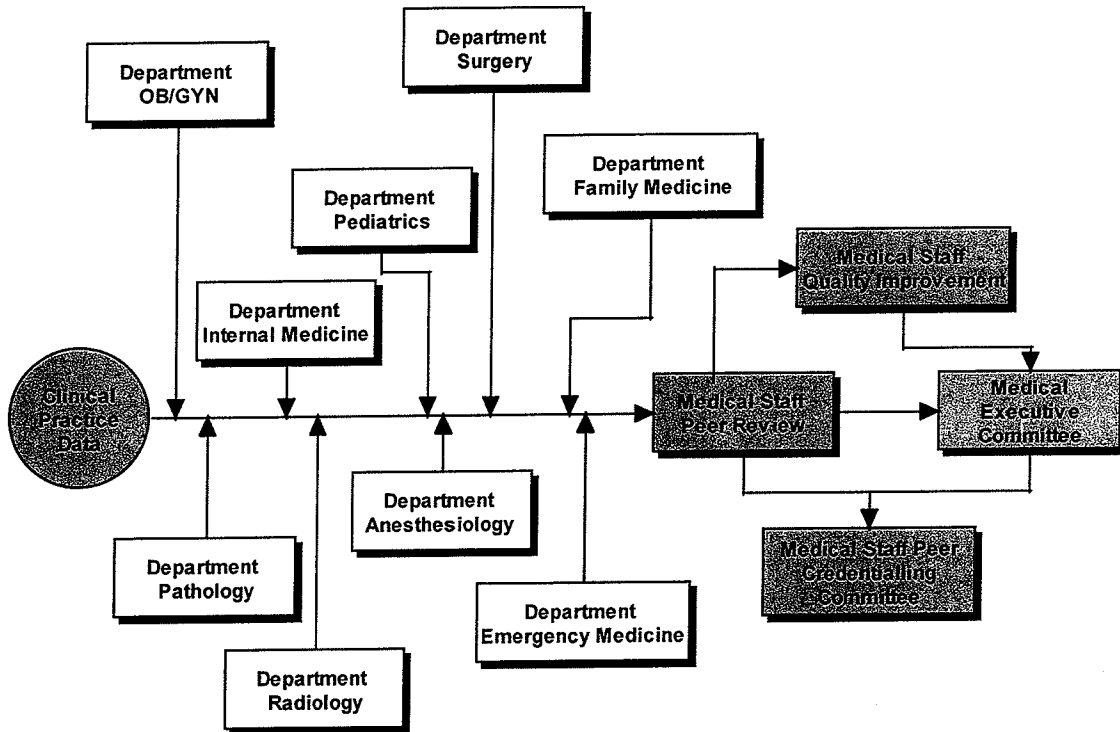 Department
OB/GYN
Department
Surgery
Department
Family Medicine
Department
Pediatrics
Department
Internal Medicine
Clinical
Practice
Data
Department
Pathology
Department
Radiology
Department
Anesthesiology
Department
Emergency Medicine
Medical Staff
Peer Review
Medical Staff
Quality Improvement
Medical
Executive
Committee
Medical Staff Peer
Credentialling
Committee